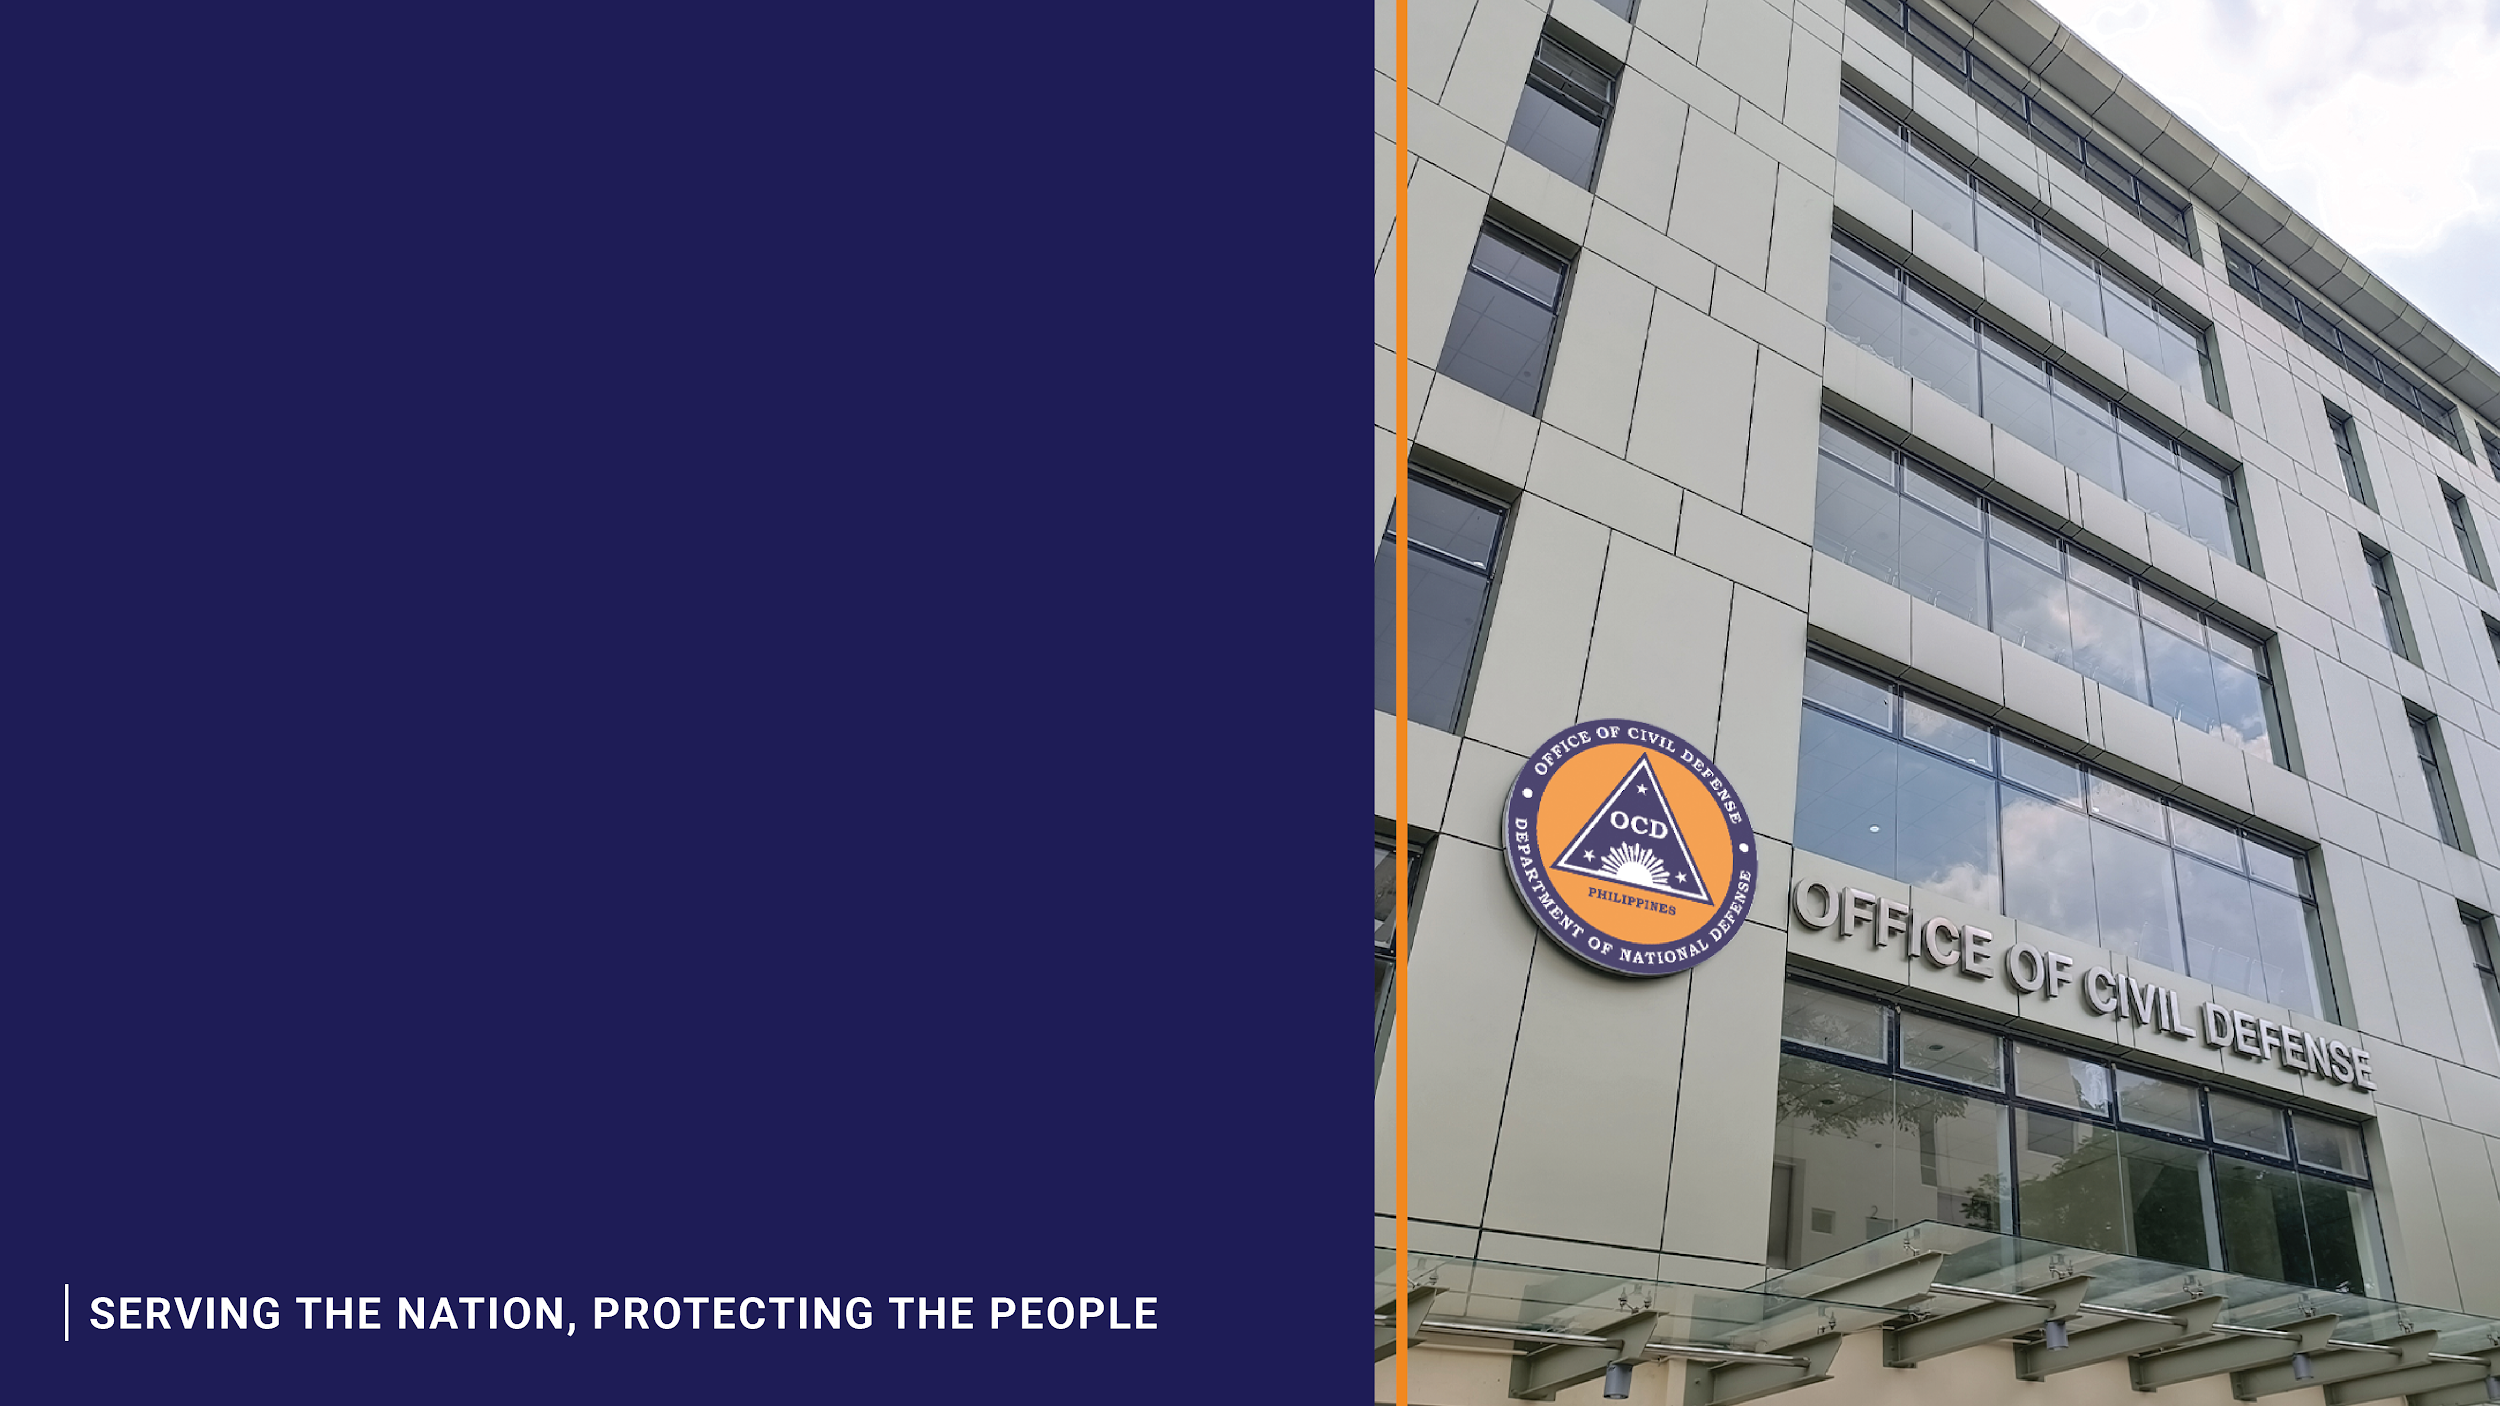 OFFICE OF CIVIL DEFENSE
OCD
PHILIPPINES
DEPARTMENT OF NATIONAL DEFENSE
OFFICE OF CIVIL DEFENSE
SERVING THE NATION, PROTECTING THE PEOPLE